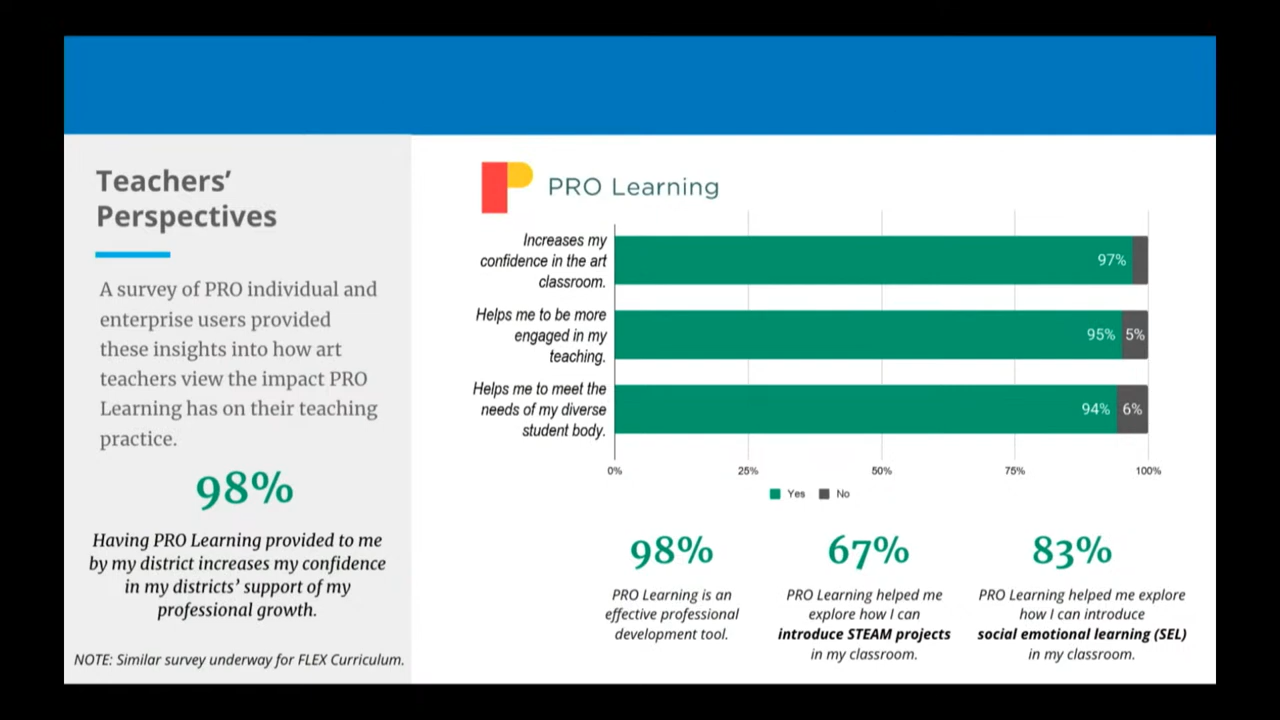 Teachers’
Perspectives
A survey of PRO individual and
enterprise users provided
these insights into how art
teachers view the impact PRO
Learning has on their teaching
practice.
98%
Having PRO Learning provided to me
by my district increases my confidence
in my districts’ support of my
professional growth.
NOTE: Similar survey underway for FLEX Curriculum.
PRO Learning
Increases my
confidence in the art
classroom.
97%
Helps me to be more
engaged in my
teaching.
95% 5%
Helps me to meet the
needs of my diverse
student body.
94% 6%
0% 25% 50% 75% 100%
Yes No
98%
PRO Learning is an
effective professional
development tool.
67%
PRO Learning helped me
explore how I can
introduce STEAM projects
in my classroom.
83%
PRO Learning helped me explore
how I can introduce
social emotional learning (SEL)
in my classroom.